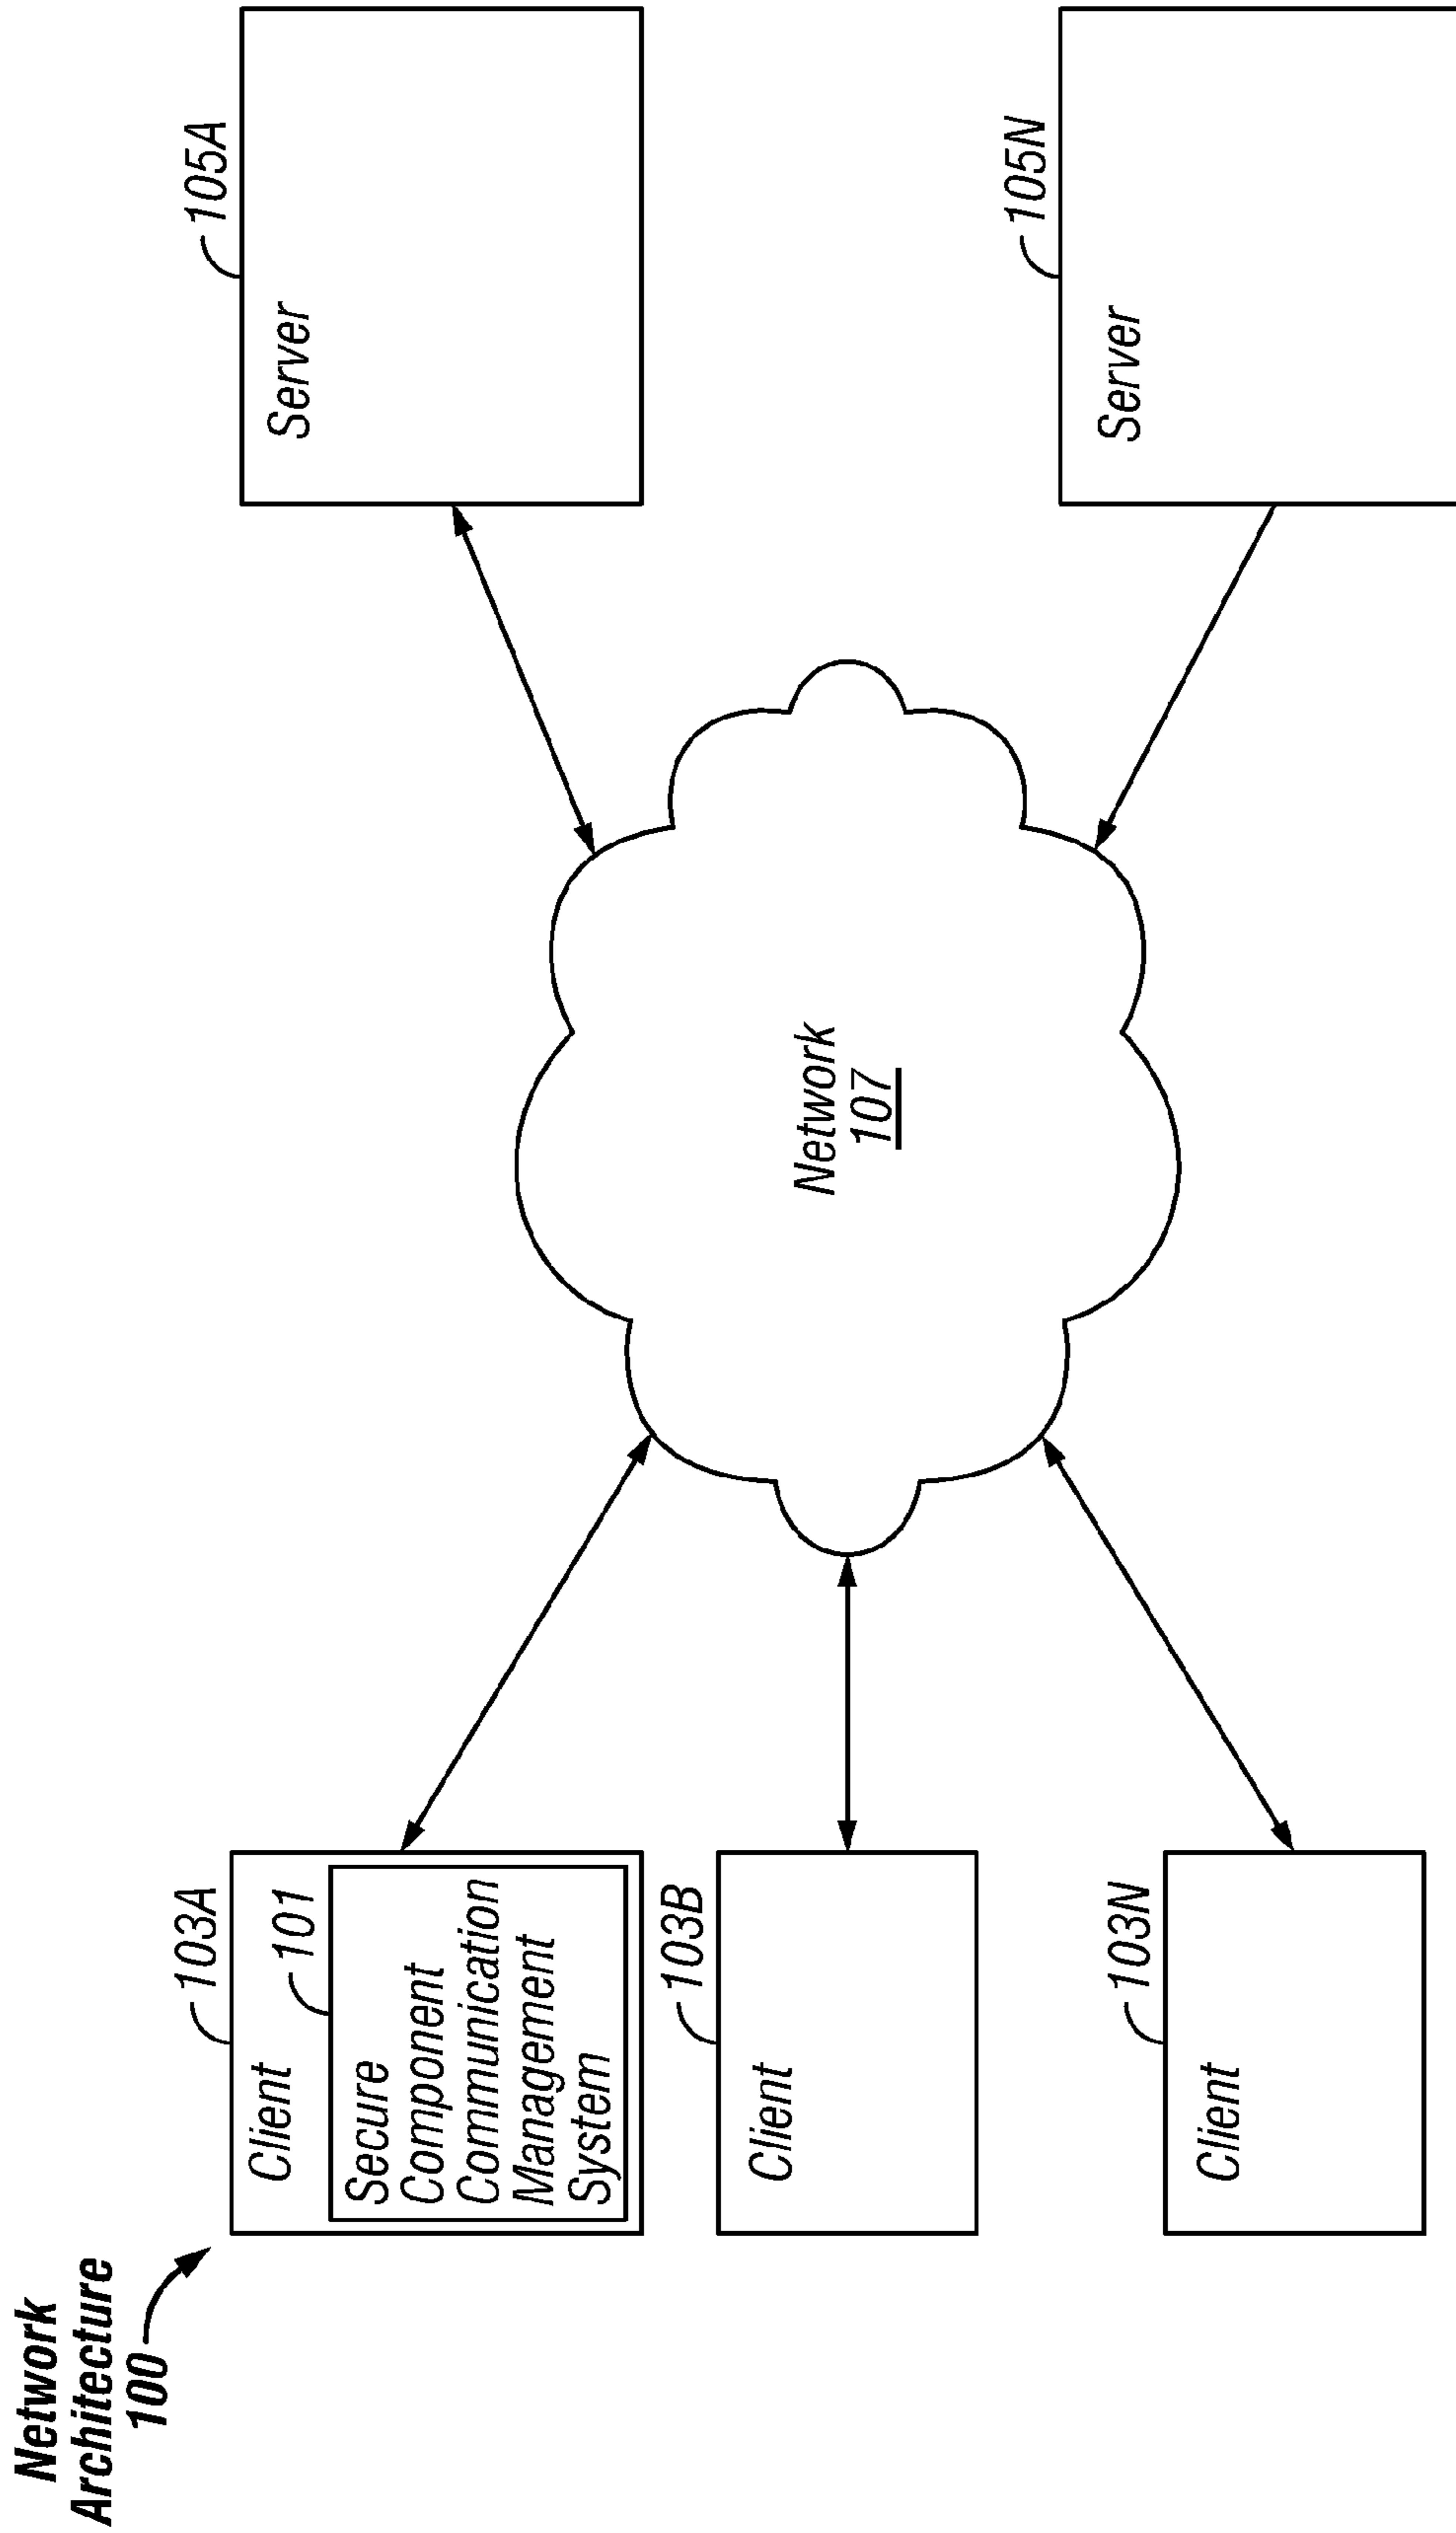 Network
Architecture
100
103A
Client
101
Secure
Component
Communication
Management
System
103B
Client
103N
Client
Network
107
105A
Server
105N
Server